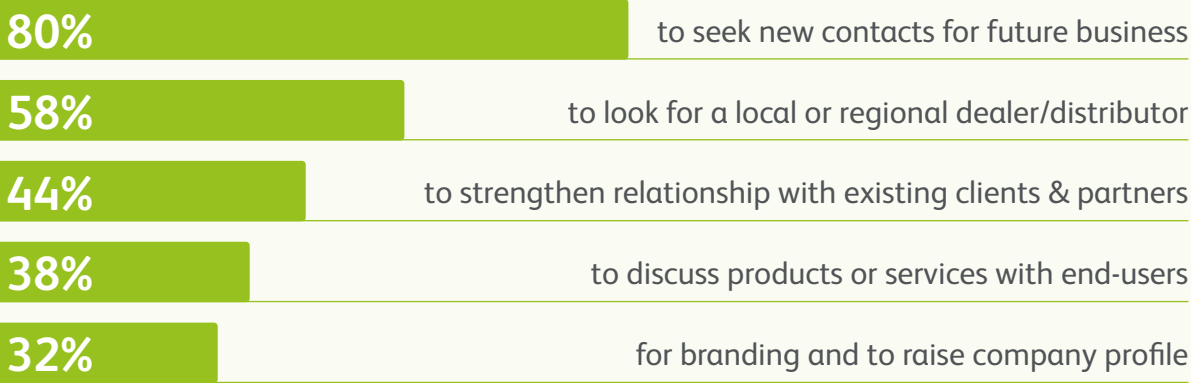 80% to seek new contacts for future business
58% to look for a local or regional dealer/distributor
44% to strengthen relationship with existing clients & partners
38% to discuss products or services with end-users
32% for branding and to raise company profile